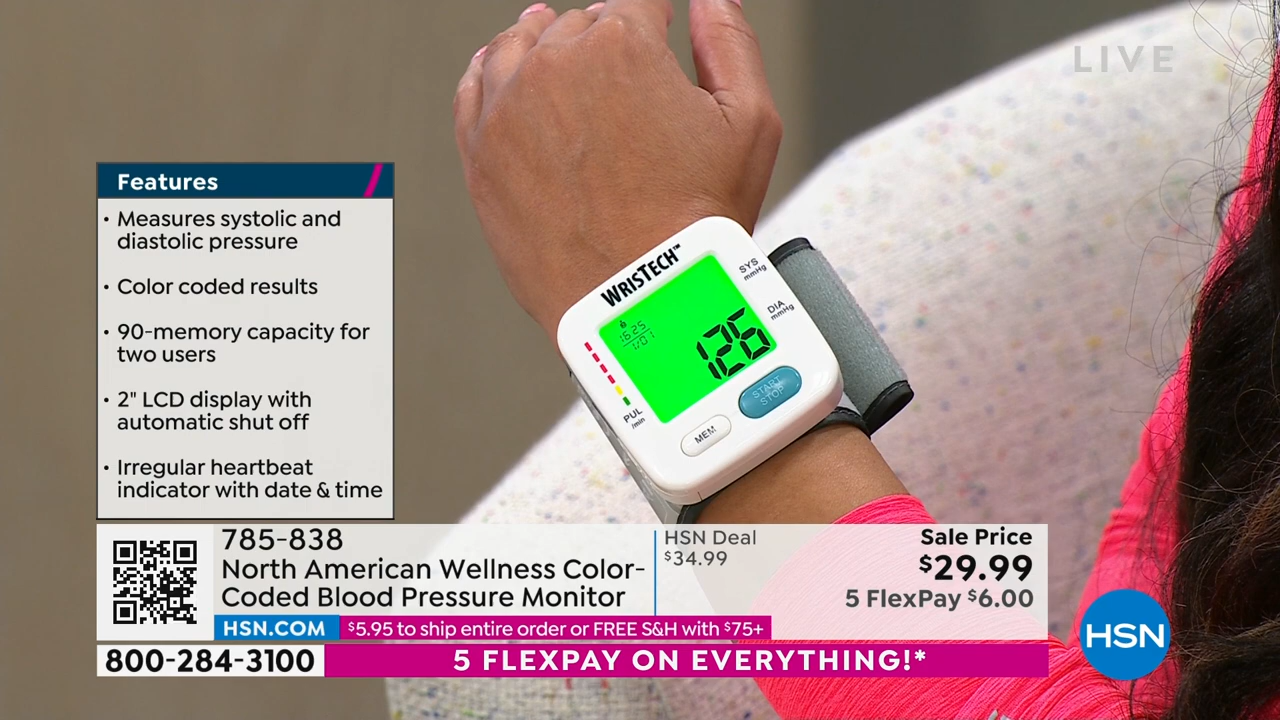 LIVE
Features
• Measures systolic and
diastolic pressure
• Color coded results
• 90-memory capacity for
two users
• 2" LCD display with
automatic shut off
• Irregular heartbeat
indicator with date & time
WRISTECH™
SYS
mmHg
DIA
mmHg
126
PUL
/min
START
STOP
MEM
785-838
North American Wellness Color-
Coded Blood Pressure Monitor
HSN Deal
$34.99
Sale Price
$29.99
5 FlexPay $6.00
HSN.COM
$5.95 to ship entire order or FREE S&H with $75+
800-284-3100
5 FLEXPAY ON EVERYTHING!*
HSN